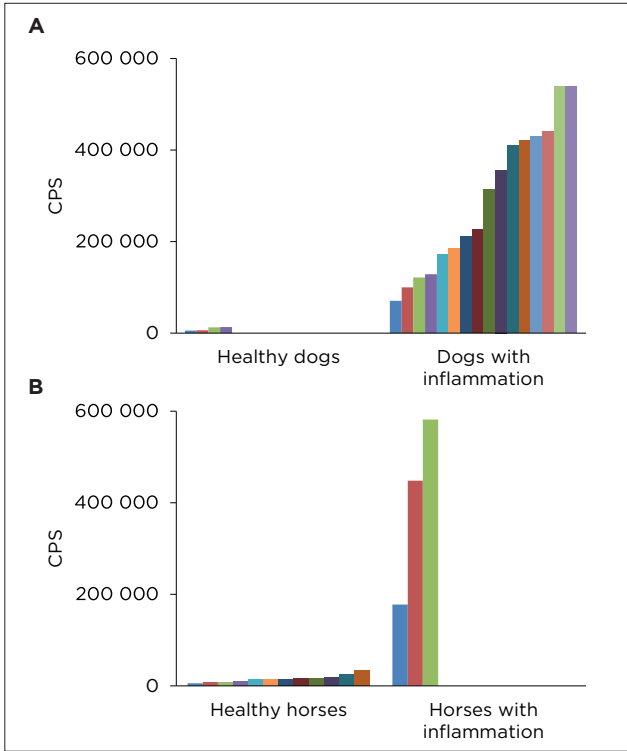 A
600 000
400 000
CPS
200 000
0
Healthy dogs
Dogs with
inflammation
B
600 000
400 000
CPS
200 000
0
Healthy horses
Horses with
inflammation